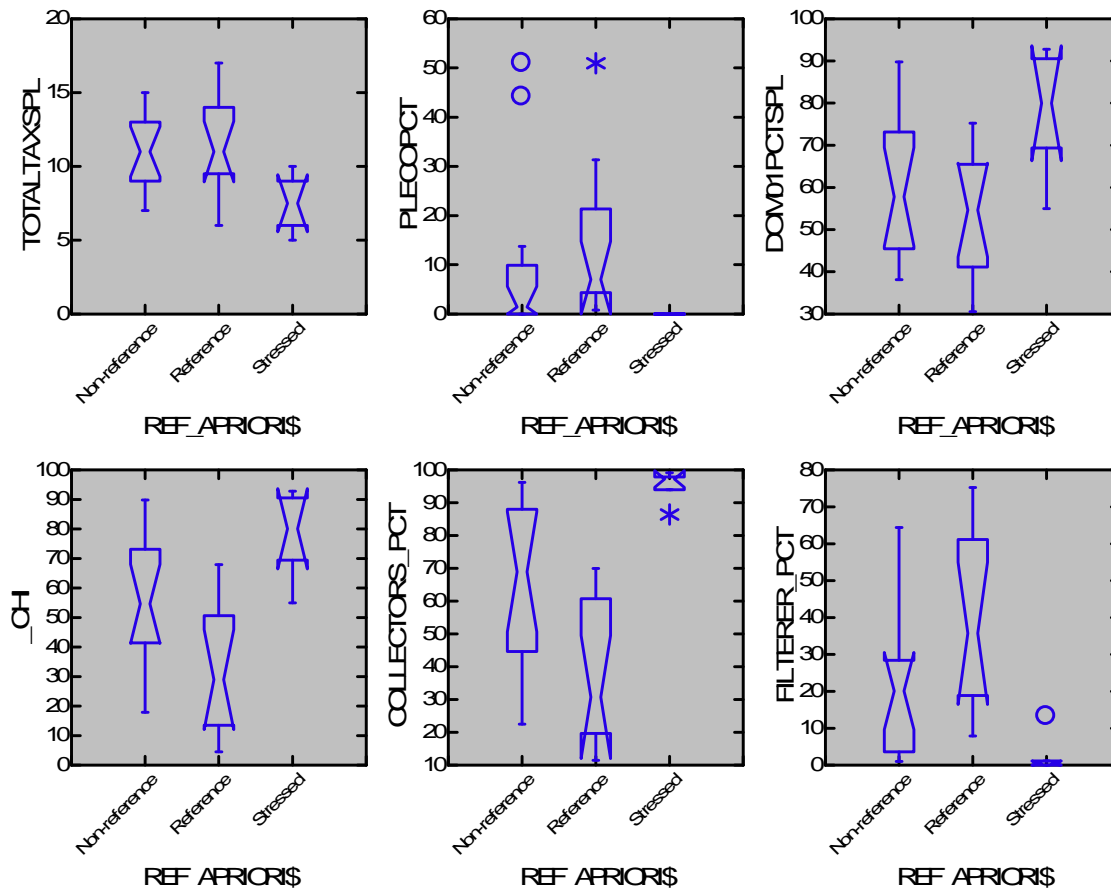 TOTALTAXSPL
20
15
10
5
0
Non-reference
Reference
Stressed
REF_APRIORI$
PLECOPCT
60
50
40
30
20
10
0
Non-reference
Reference
Stressed
REF_APRIORI$
DOM01PCTSPL
100
90
80
70
60
50
40
30
Non-reference
Reference
Stressed
REF_APRIORI$
_CHI
100
90
80
70
60
50
40
30
20
10
0
Non-reference
Reference
Stressed
REF_APRIORI$
COLLECTORS_PCT
100
90
80
70
60
50
40
30
20
10
Non-reference
Reference
Stressed
REF_APRIORI$
FILTERER_PCT
80
70
60
50
40
30
20
10
0
Non-reference
Reference
Stressed
REF_APRIORI$